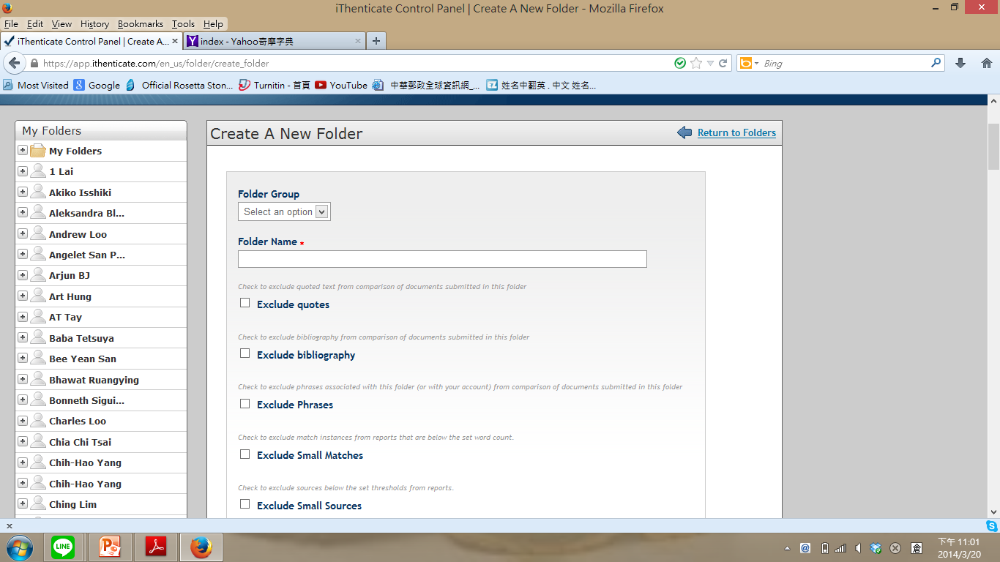 iThenticate Control Panel | Create A New Folder - Mozilla Firefox
File Edit View History Bookmarks Tools Help
iThenticate Control Panel | Create A... index - Yahoo奇摩字典
https://app.ithenticate.com/en_us/folder/create_folder Bing
Most Visited Google Official Rosetta Ston... Turnitin - 首頁 YouTube 中華郵政全球資訊網_... 姓名中翻英 . 中文 姓名...
My Folders
My Folders
1 Lai
Akiko Isshiki
Aleksandra Bl...
Andrew Loo
Angelet San P...
Arjun BJ
Art Hung
AT Tay
Baba Tetsuya
Bee Yean San
Bhawat Ruangying
Bonneth Sigui...
Charles Loo
Chia Chi Tsai
Chih-Hao Yang
Chih-Hao Yang
Ching Lim
Create A New Folder Return to Folders
Folder Group
Select an option
Folder Name *
Check to exclude quoted text from comparison of documents submitted in this folder
Exclude quotes
Check to exclude bibliography from comparison of documents submitted in this folder
Exclude bibliography
Check to exclude phrases associated with this folder (or with your account) from comparison of documents submitted in this folder
Exclude Phrases
Check to exclude match instances from reports that are below the set word count.
Exclude Small Matches
Check to exclude sources below the set thresholds from reports.
Exclude Small Sources
LINE
倉
下午 11:01
2014/3/20